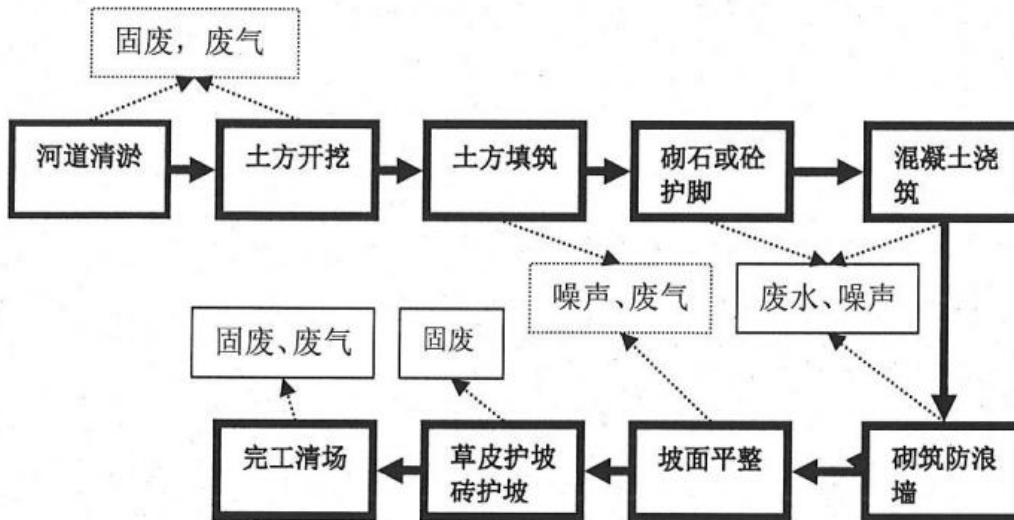 固废，废气
河道清淤
土方开挖
土方填筑
砌石或砼
护脚
混凝土浇
筑
噪声、废气
废水、噪声
固废、废气
固废
完工清场
草皮护坡
砖护坡
坡面平整
砌筑防浪
墙